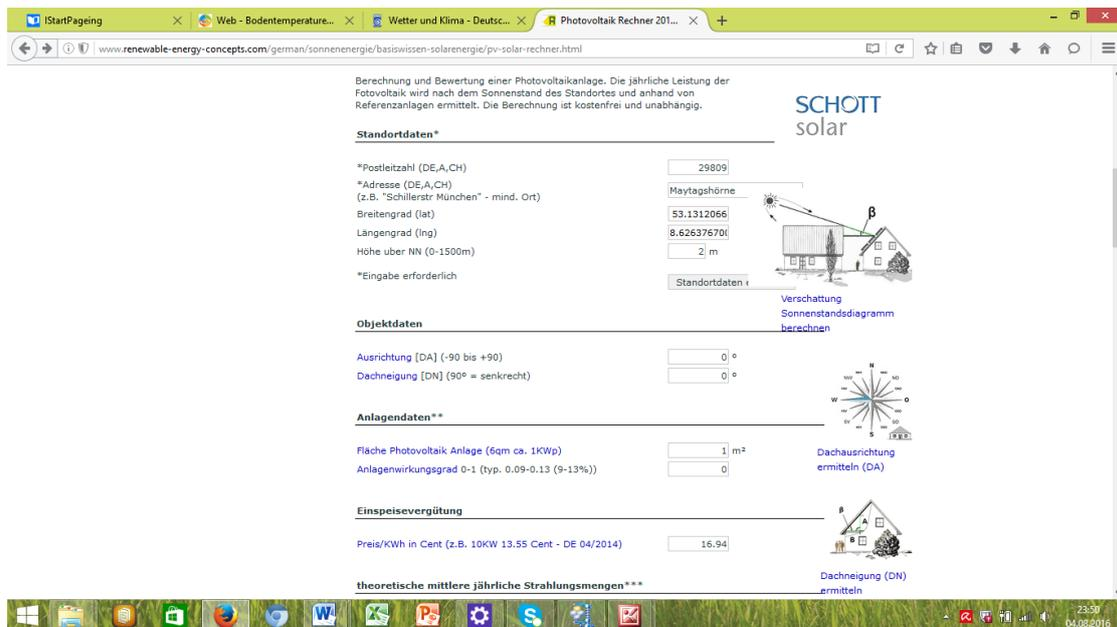 IStartPageing
Web - Bodentemperature...
Wetter und Klima - Deutsc...
Photovoltaik Rechner 201...
www.renewable-energy-concepts.com/german/sonnenenergie/basiswissen-solarenergie/pv-solar-rechner.html
Berechnung und Bewertung einer Photovoltaikanlage. Die jährliche Leistung der
Fotovoltaik wird nach dem Sonnenstand des Standortes und anhand von
Referenzanlagen ermittelt. Die Berechnung ist kostenfrei und unabhängig.
SCHOTT
solar
Standortdaten*
*Postleitzahl (DE,A,CH) 29809
*Adresse (DE,A,CH)
(z.B. "Schillerstr München" - mind. Ort) Maytagshörne
Breitengrad (lat) 53.1312066
Längengrad (lng) 8.62637670(
Höhe uber NN (0-1500m) 2 m
*Eingabe erforderlich
Standortdaten
β
Verschattung
Sonnenstandsdiagramm
berechnen
Objektdaten
Ausrichtung [DA] (-90 bis +90) 0 °
Dachneigung [DN] (90° = senkrecht) 0 °
N
W O
S
Anlagendaten**
Fläche Photovoltaik Anlage (6qm ca. 1KWp) 1 m²
Anlagenwirkungsgrad 0-1 (typ. 0.09-0.13 (9-13%)) 0
Dachausrichtung
ermitteln (DA)
Einspeisevergütung
Preis/KWh in Cent (z.B. 10KW 13.55 Cent - DE 04/2014) 16.94
β
A
B
Dachneigung (DN)
ermitteln
theoretische mittlere jährliche Strahlungsmengen***
23:50
04.08.2016